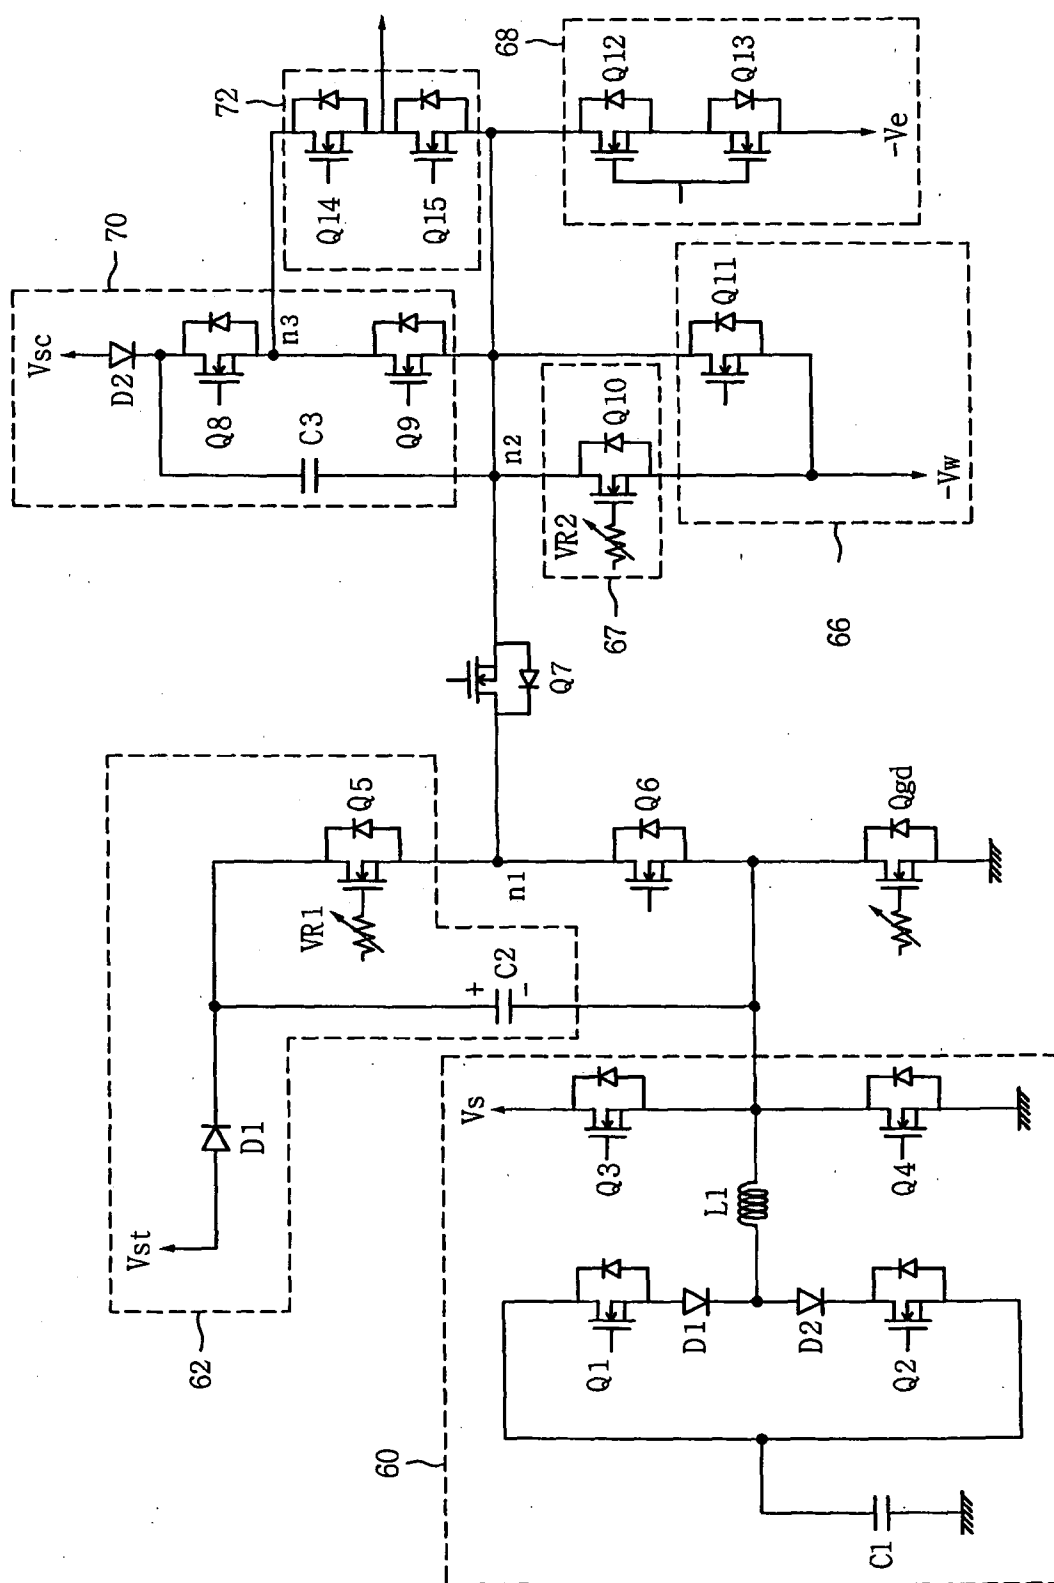 60
C1
Q1
D1
D2
Q2
L1
Vs
Q3
Q4
62
Vst
D1
+
C2
-
VR1
Q5
n1
Q6
Qgd
Q7
70
Vsc
D2
Q8
C3
Q9
n3
n2
VR2
Q10
67
Q11
66
-Vw
72
Q14
Q15
68
Q12
Q13
-Ve